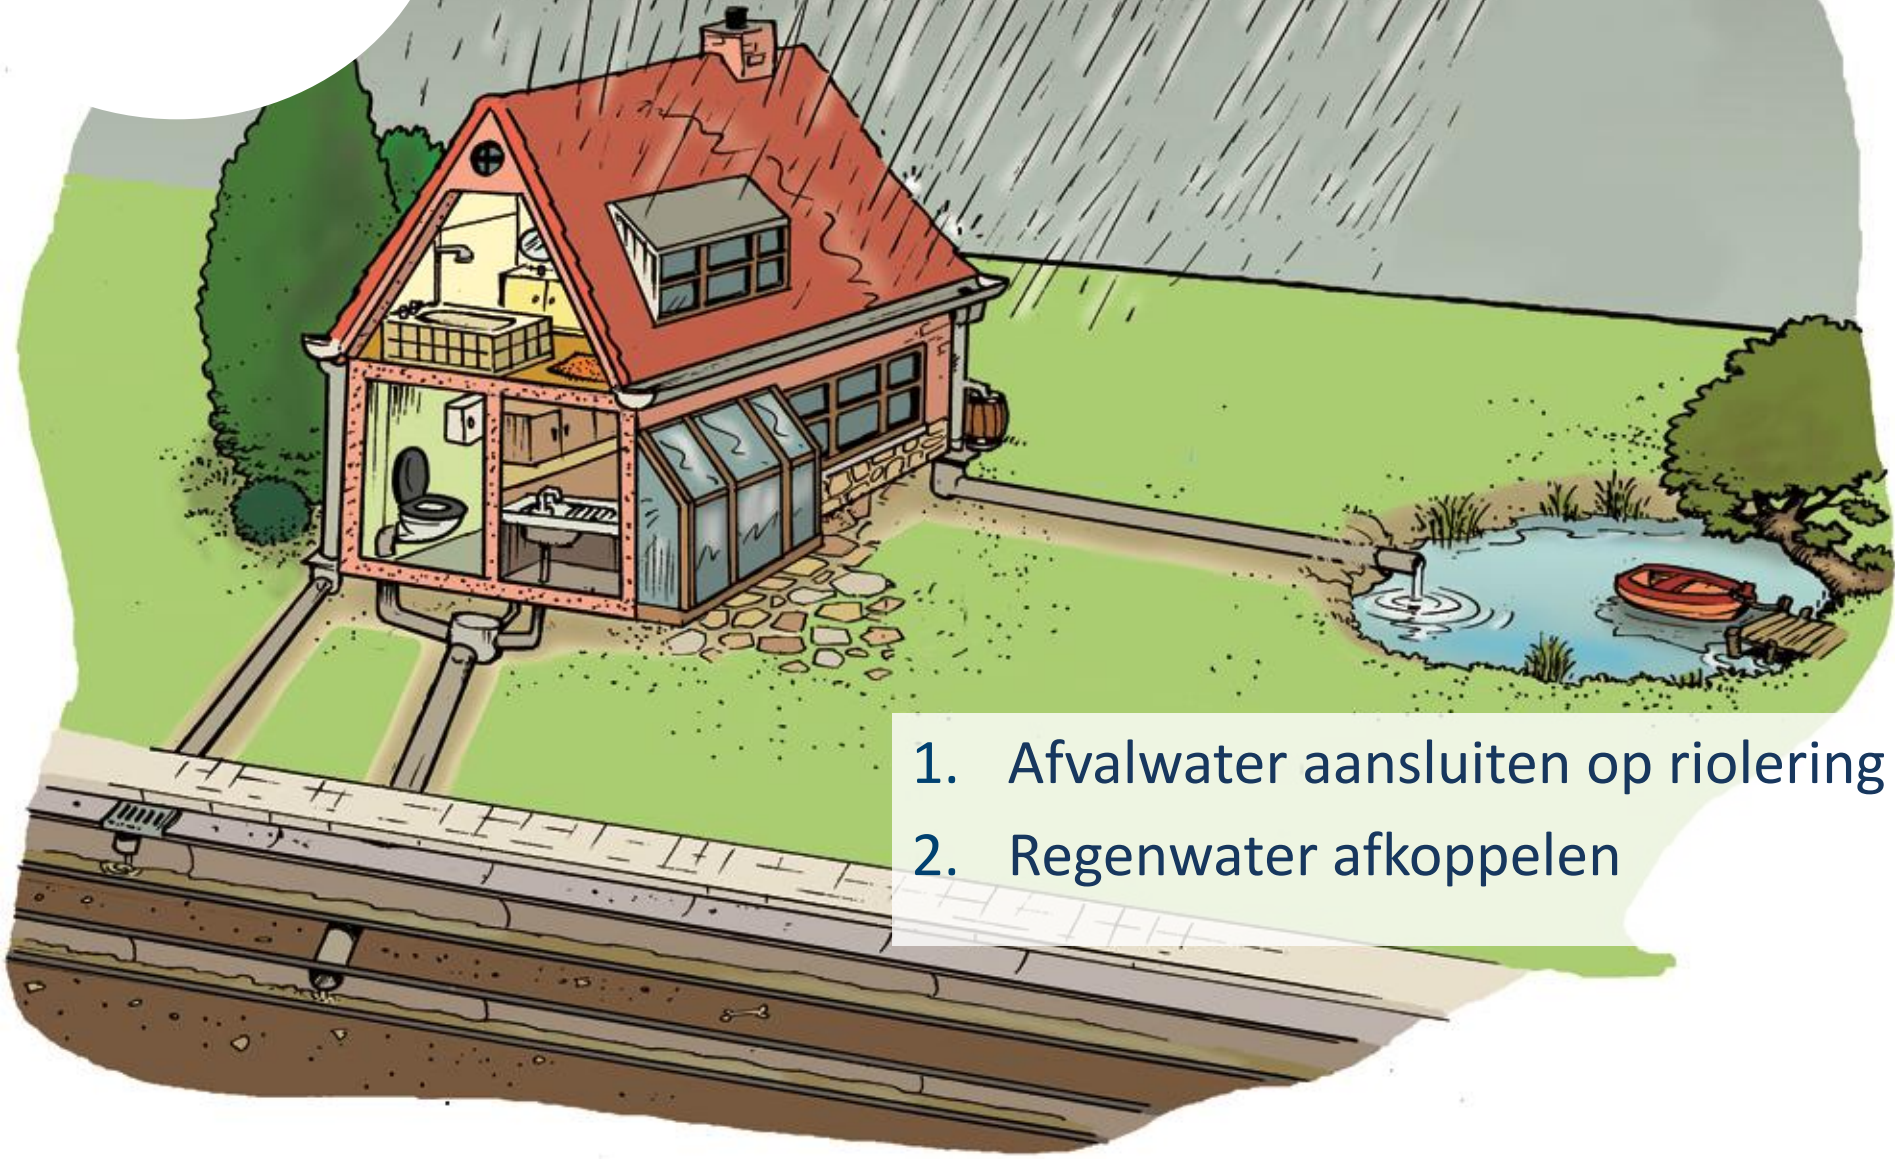 1. Afvalwater aansluiten op riolering
2. Regenwater afkoppelen